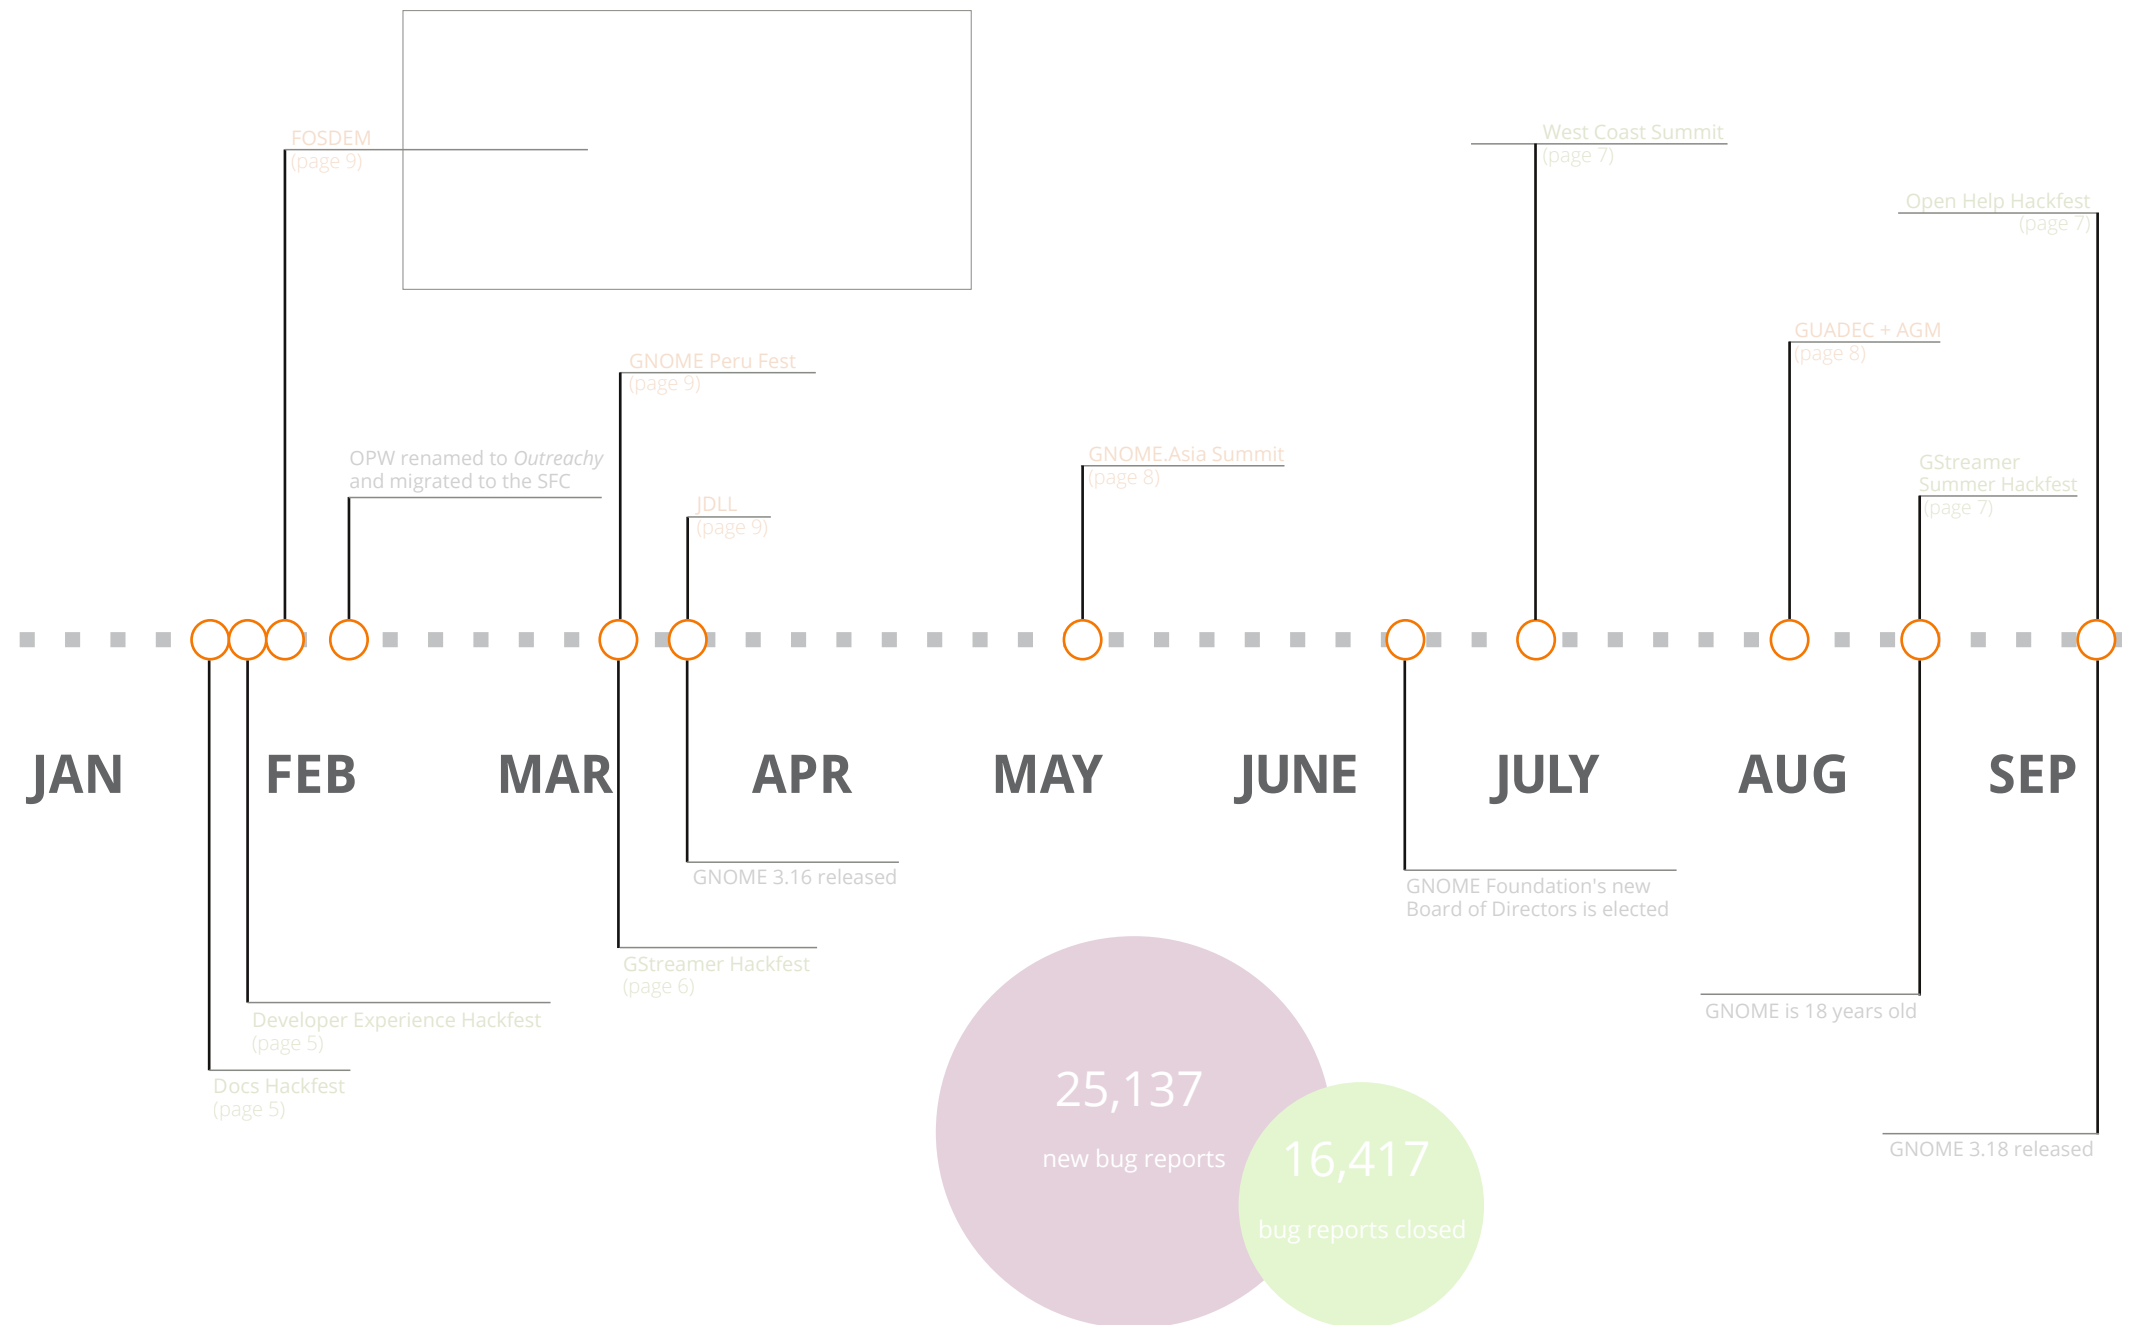 FOSDEM
(page 9)
West Coast Summit
(page 7)
Open Help Hackfest
(page 7)
GUADEC + AGM
(page 8)
GNOME Peru Fest
(page 9)
OPW renamed to Outreachy
and migrated to the SFC
JDLL
(page 9)
GNOME.Asia Summit
(page 8)
GStreamer
Summer Hackfest
(page 7)
JAN FEB MAR APR MAY JUNE JULY AUG SEP
GNOME 3.16 released
GNOME Foundation's new
Board of Directors is elected
GStreamer Hackfest
(page 6)
Developer Experience Hackfest
(page 5)
GNOME is 18 years old
Docs Hackfest
(page 5)
25,137
new bug reports
16,417
bug reports closed
GNOME 3.18 released